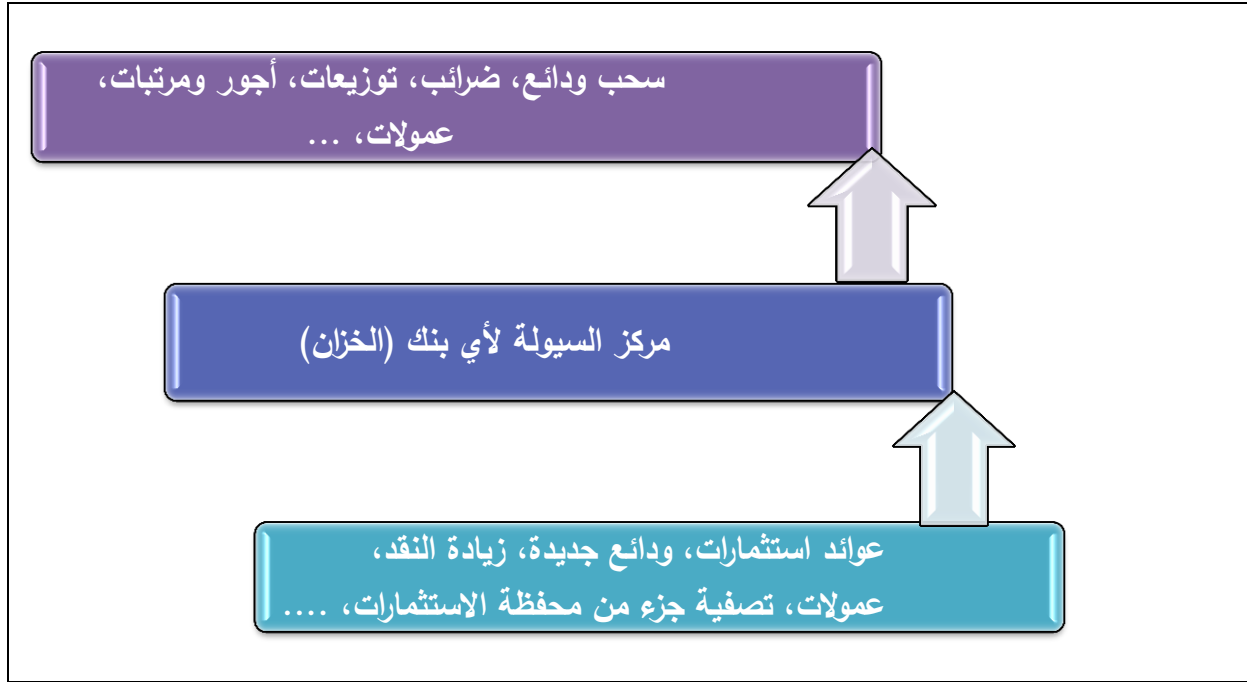 سحب ودائع، ضرائب، توزيعات، أجور ومرتبات،
عمولات، ...
مركز السيولة لأي بنك (الخزان)
عوائد استثمارات، ودائع جديدة، زيادة النقد،
عمولات، تصفية جزء من محفظة الاستثمارات، ....